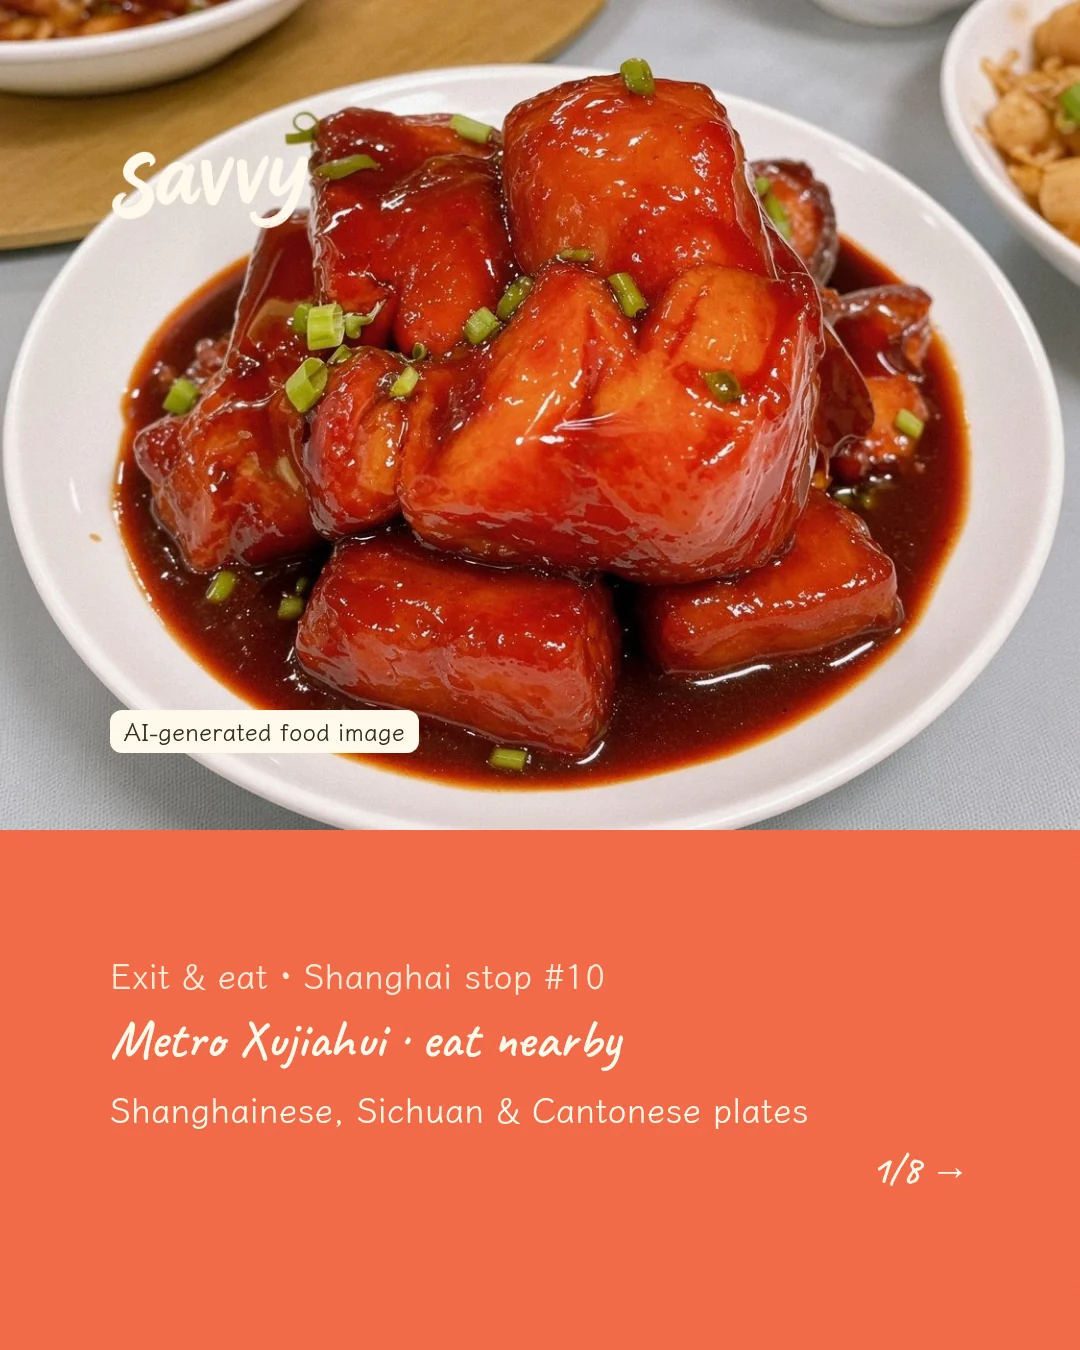 Savvy
AI-generated food image
Exit & eat • Shanghai stop #10
Metro Xujiahui · eat nearby
Shanghainese, Sichuan & Cantonese plates
1/8 →